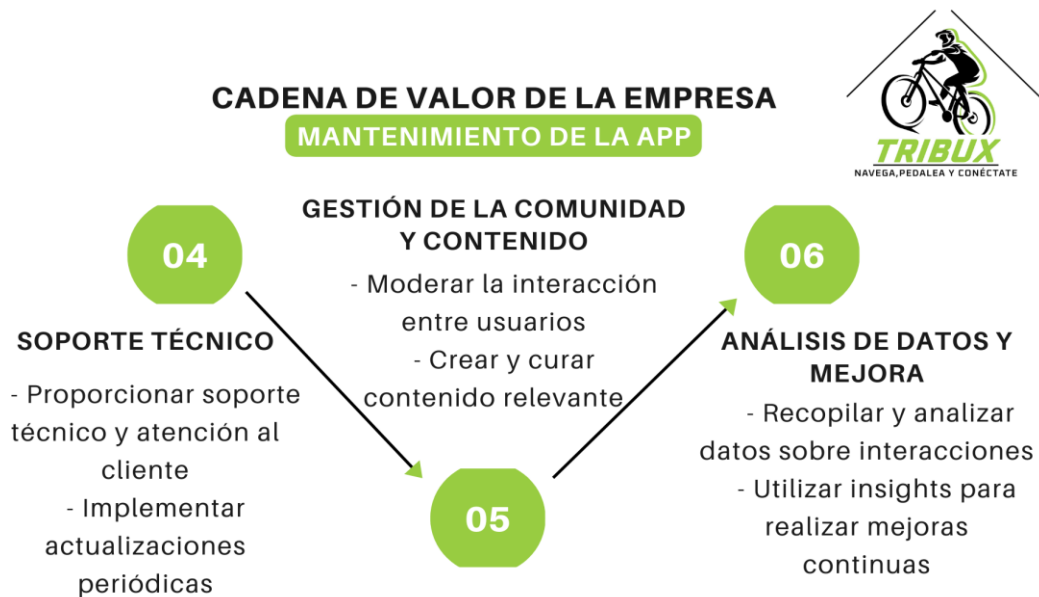 CADENA DE VALOR DE LA EMPRESA
MANTENIMIENTO DE LA APP
TRIBUX
NAVEGA,PEDALEA Y CONÉCTATE
04
SOPORTE TÉCNICO
- Proporcionar soporte
técnico y atención al
cliente
- Implementar
actualizaciones
periódicas
GESTIÓN DE LA COMUNIDAD
Y CONTENIDO
- Moderar la interacción
entre usuarios
- Crear y curar
contenido relevante
05
06
ANÁLISIS DE DATOS Y
MEJORA
- Recopilar y analizar
datos sobre interacciones
- Utilizar insights para
realizar mejoras
continuas